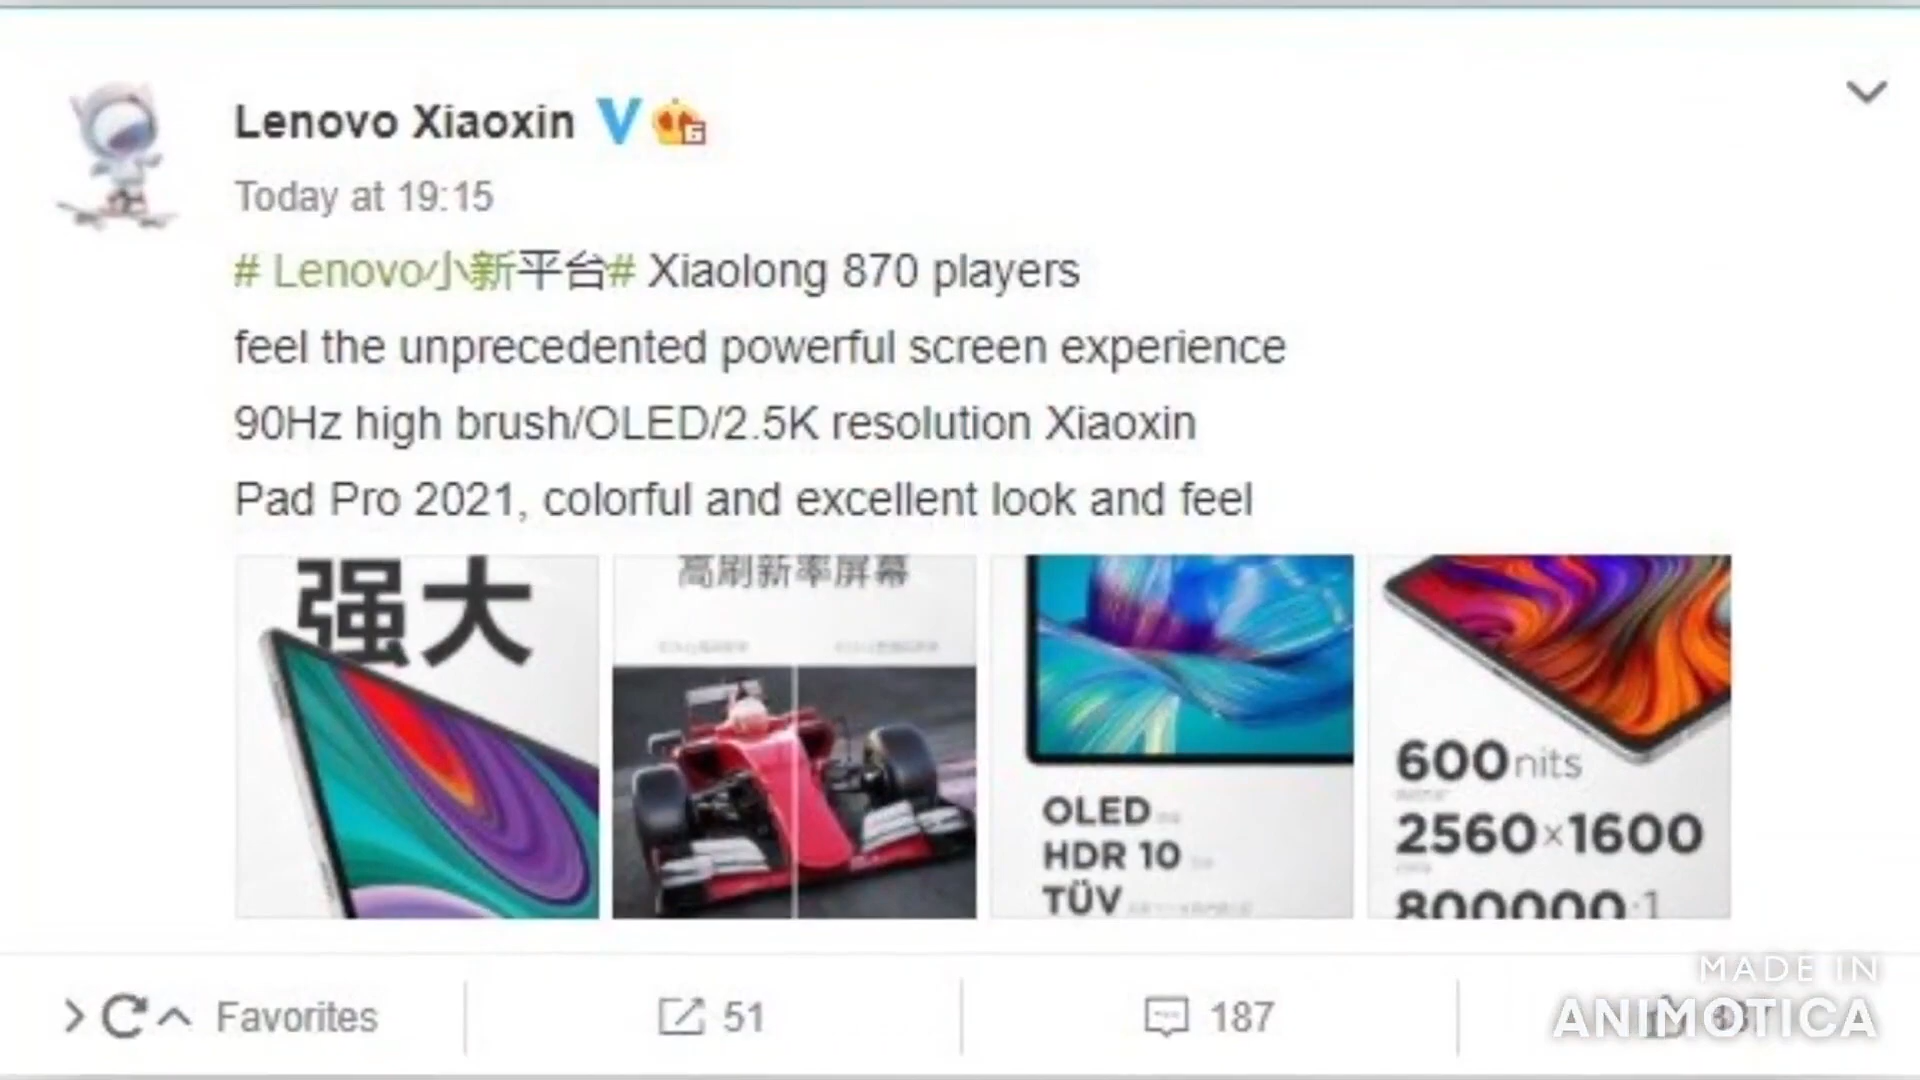 Lenovo Xiaoxin
Today at 19:15
# Lenovo小新平台# Xiaolong 870 players
feel the unprecedented powerful screen experience
90Hz high brush/OLED/2.5K resolution Xiaoxin
Pad Pro 2021, colorful and excellent look and feel
强大
高刷新率屏幕
OLED
HDR 10
TÜV
600nits
2560×1600
800000:1
Favorites
51
187
MADE IN
ANIMOTICA